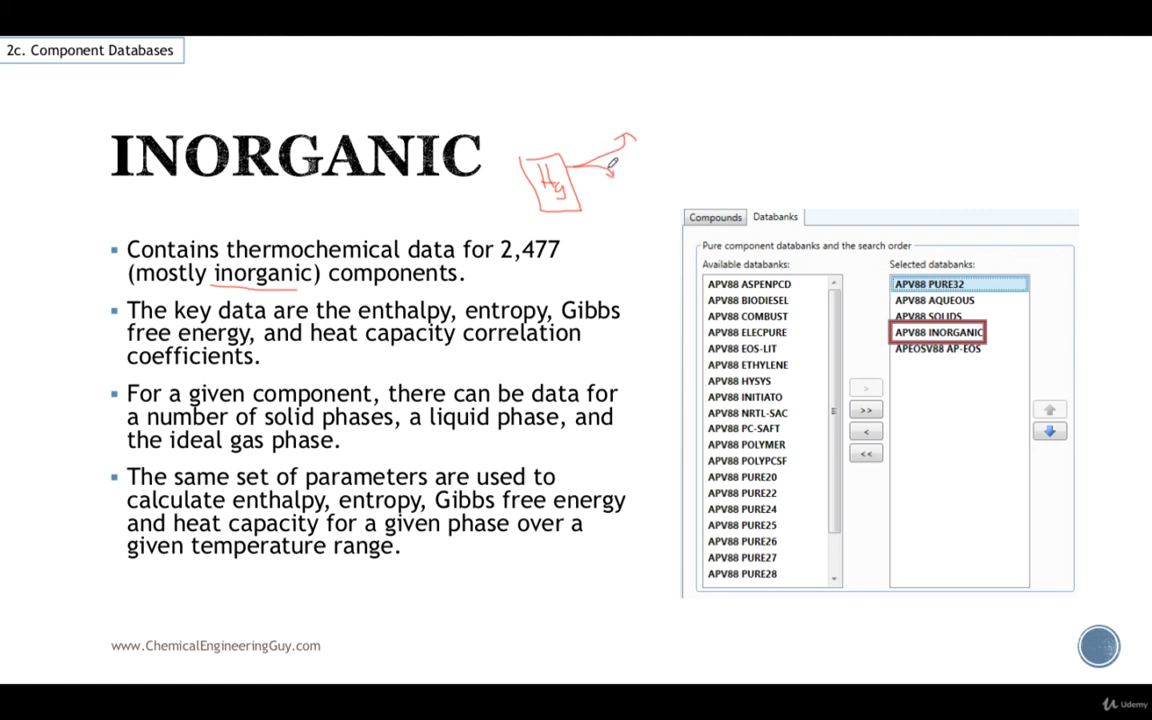 2c. Component Databases
INORGANIC
Hg
▪ Contains thermochemical data for 2,477
(mostly inorganic) components.
▪ The key data are the enthalpy, entropy, Gibbs
free energy, and heat capacity correlation
coefficients.
▪ For a given component, there can be data for
a number of solid phases, a liquid phase, and
the ideal gas phase.
▪ The same set of parameters are used to
calculate enthalpy, entropy, Gibbs free energy
and heat capacity for a given phase over a
given temperature range.
Compounds Databanks
Pure component databanks and the search order
Available databanks:
APV88 ASPENPCD
APV88 BIODIESEL
APV88 COMBUST
APV88 ELECPURE
APV88 EOS-LIT
APV88 ETHYLENE
APV88 HYSYS
APV88 INITIATO
APV88 NRTL-SAC
APV88 PC-SAFT
APV88 POLYMER
APV88 POLYPCSF
APV88 PURE20
APV88 PURE22
APV88 PURE24
APV88 PURE25
APV88 PURE26
APV88 PURE27
APV88 PURE28
>
>>
<
<<
Selected databanks:
APV88 PURE32
APV88 AQUEOUS
APV88 SOLIDS
APV88 INORGANIC
APEOSV88 AP-EOS
www.ChemicalEngineeringGuy.com
Udemy